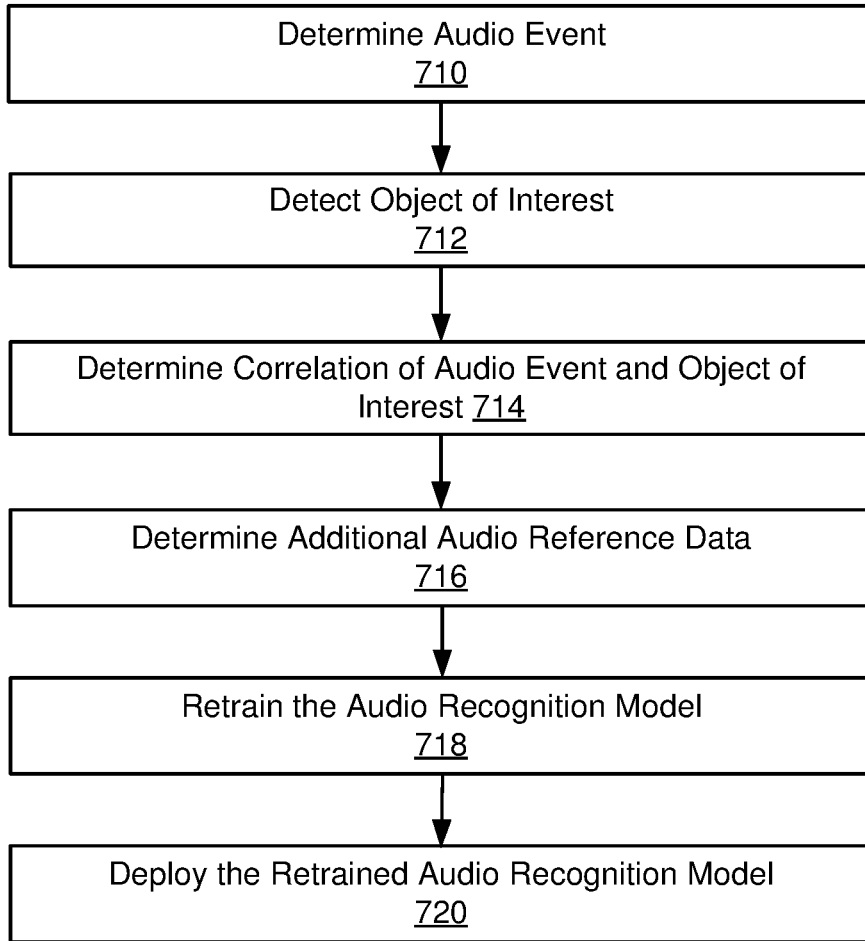 Determine Audio Event
710
Detect Object of Interest
712
Determine Correlation of Audio Event and Object of
Interest 714
Determine Additional Audio Reference Data
716
Retrain the Audio Recognition Model
718
Deploy the Retrained Audio Recognition Model
720